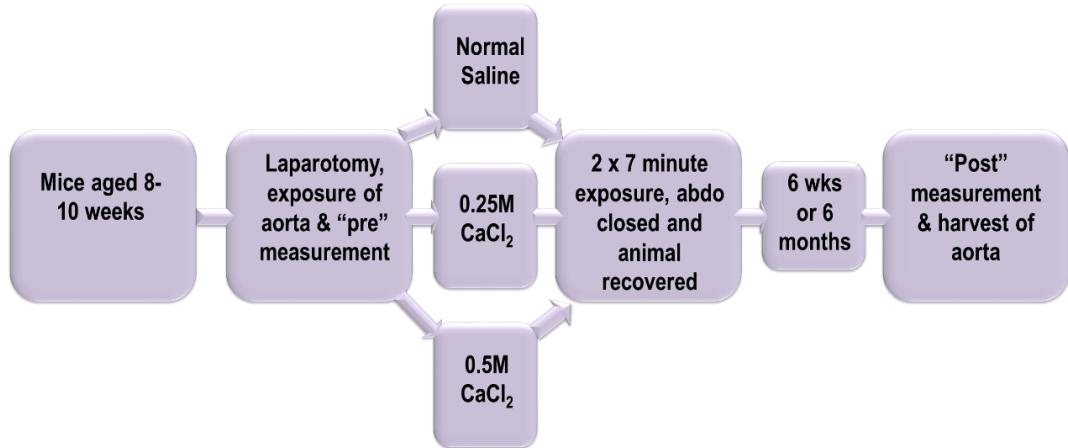 Mice aged 8-
10 weeks
Laparotomy,
exposure of
aorta & “pre”
measurement
Normal
Saline
0.25M
CaCl₂
0.5M
CaCl₂
2 x 7 minute
exposure, abdo
closed and
animal
recovered
6 wks
or 6
months
“Post”
measurement
& harvest of
aorta